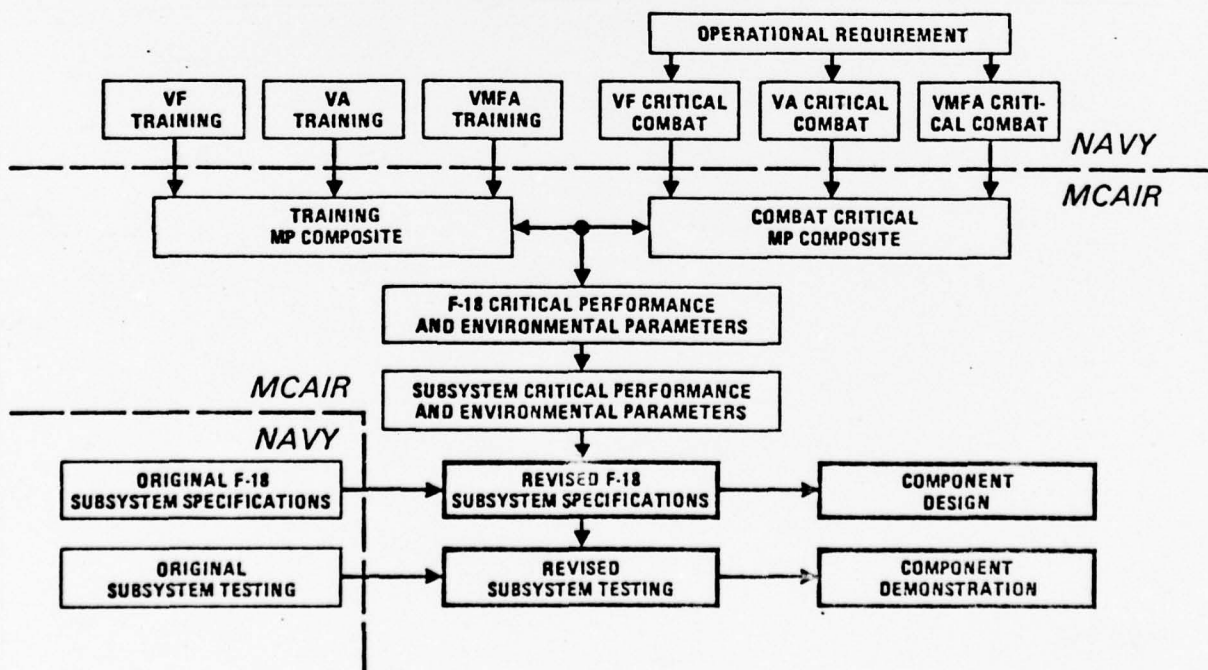 OPERATIONAL REQUIREMENT
VF
TRAINING
VA
TRAINING
VMFA
TRAINING
VF CRITICAL
COMBAT
VA CRITICAL
COMBAT
VMFA CRITI-
CAL COMBAT
NAVY
MCAIR
TRAINING
MP COMPOSITE
COMBAT CRITICAL
MP COMPOSITE
F-18 CRITICAL PERFORMANCE
AND ENVIRONMENTAL PARAMETERS
SUBSYSTEM CRITICAL PERFORMANCE
AND ENVIRONMENTAL PARAMETERS
MCAIR
NAVY
ORIGINAL F-18
SUBSYSTEM SPECIFICATIONS
REVISED F-18
SUBSYSTEM SPECIFICATIONS
COMPONENT
DESIGN
ORIGINAL
SUBSYSTEM TESTING
REVISED
SUBSYSTEM TESTING
COMPONENT
DEMONSTRATION